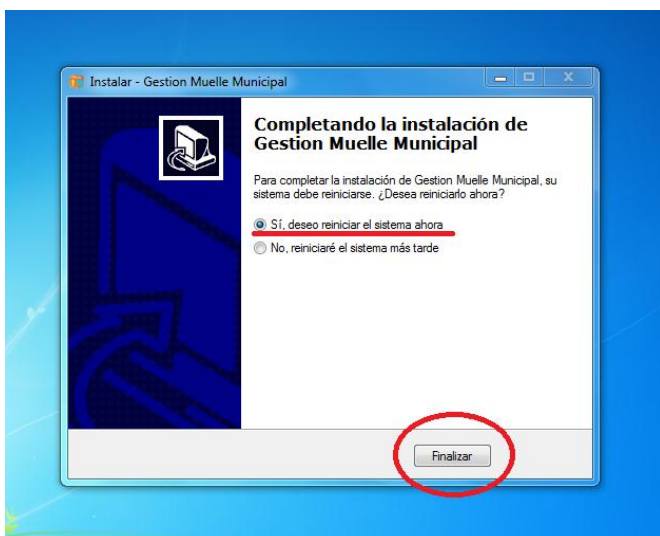 Instalar - Gestion Muelle Municipal
Completando la instalación de
Gestion Muelle Municipal
Para completar la instalación de Gestion Muelle Municipal, su
sistema debe reiniciarse. ¿Desea reiniciarlo ahora?
Sí, deseo reiniciar el sistema ahora
No, reiniciaré el sistema más tarde
Finalizar